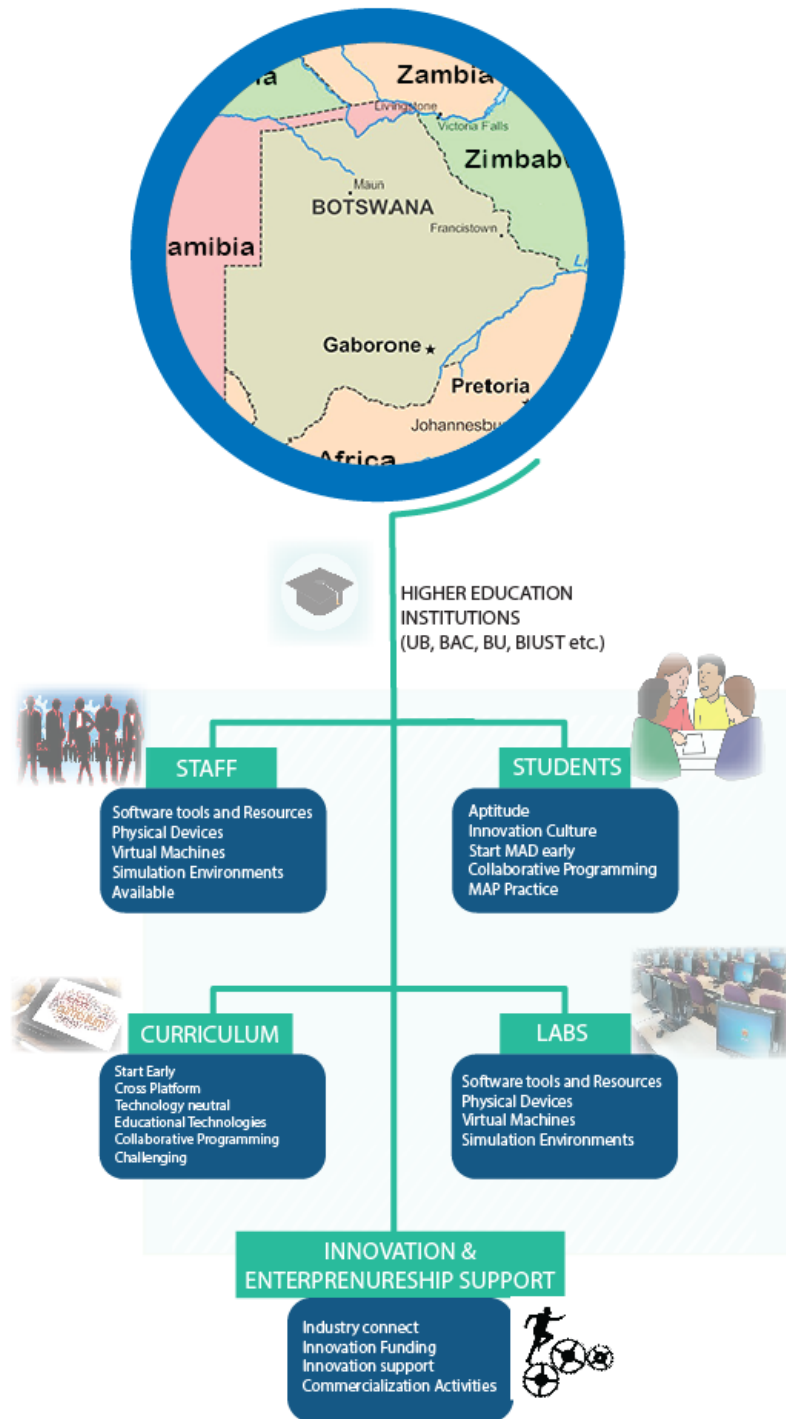 Zambia
ia
Livingstone
Victoria Falls
Zimbab
Maun
BOTSWANA
Francistown
amibia
Li
Gaborone
Pretoria
Johannesbu
Africa
HIGHER EDUCATION
INSTITUTIONS
(UB, BAC, BU, BIUST etc.)
STAFF
Software tools and Resources
Physical Devices
Virtual Machines
Simulation Environments
Available
STUDENTS
Aptitude
Innovation Culture
Start MAD early
Collaborative Programming
MAP Practice
CURRICULUM
Start Early
Cross Platform
Technology neutral
Educational Technologies
Collaborative Programming
Challenging
LABS
Software tools and Resources
Physical Devices
Virtual Machines
Simulation Environments
INNOVATION &
ENTERPRENURESHIP SUPPORT
Industry connect
Innovation Funding
Innovation support
Commercialization Activities